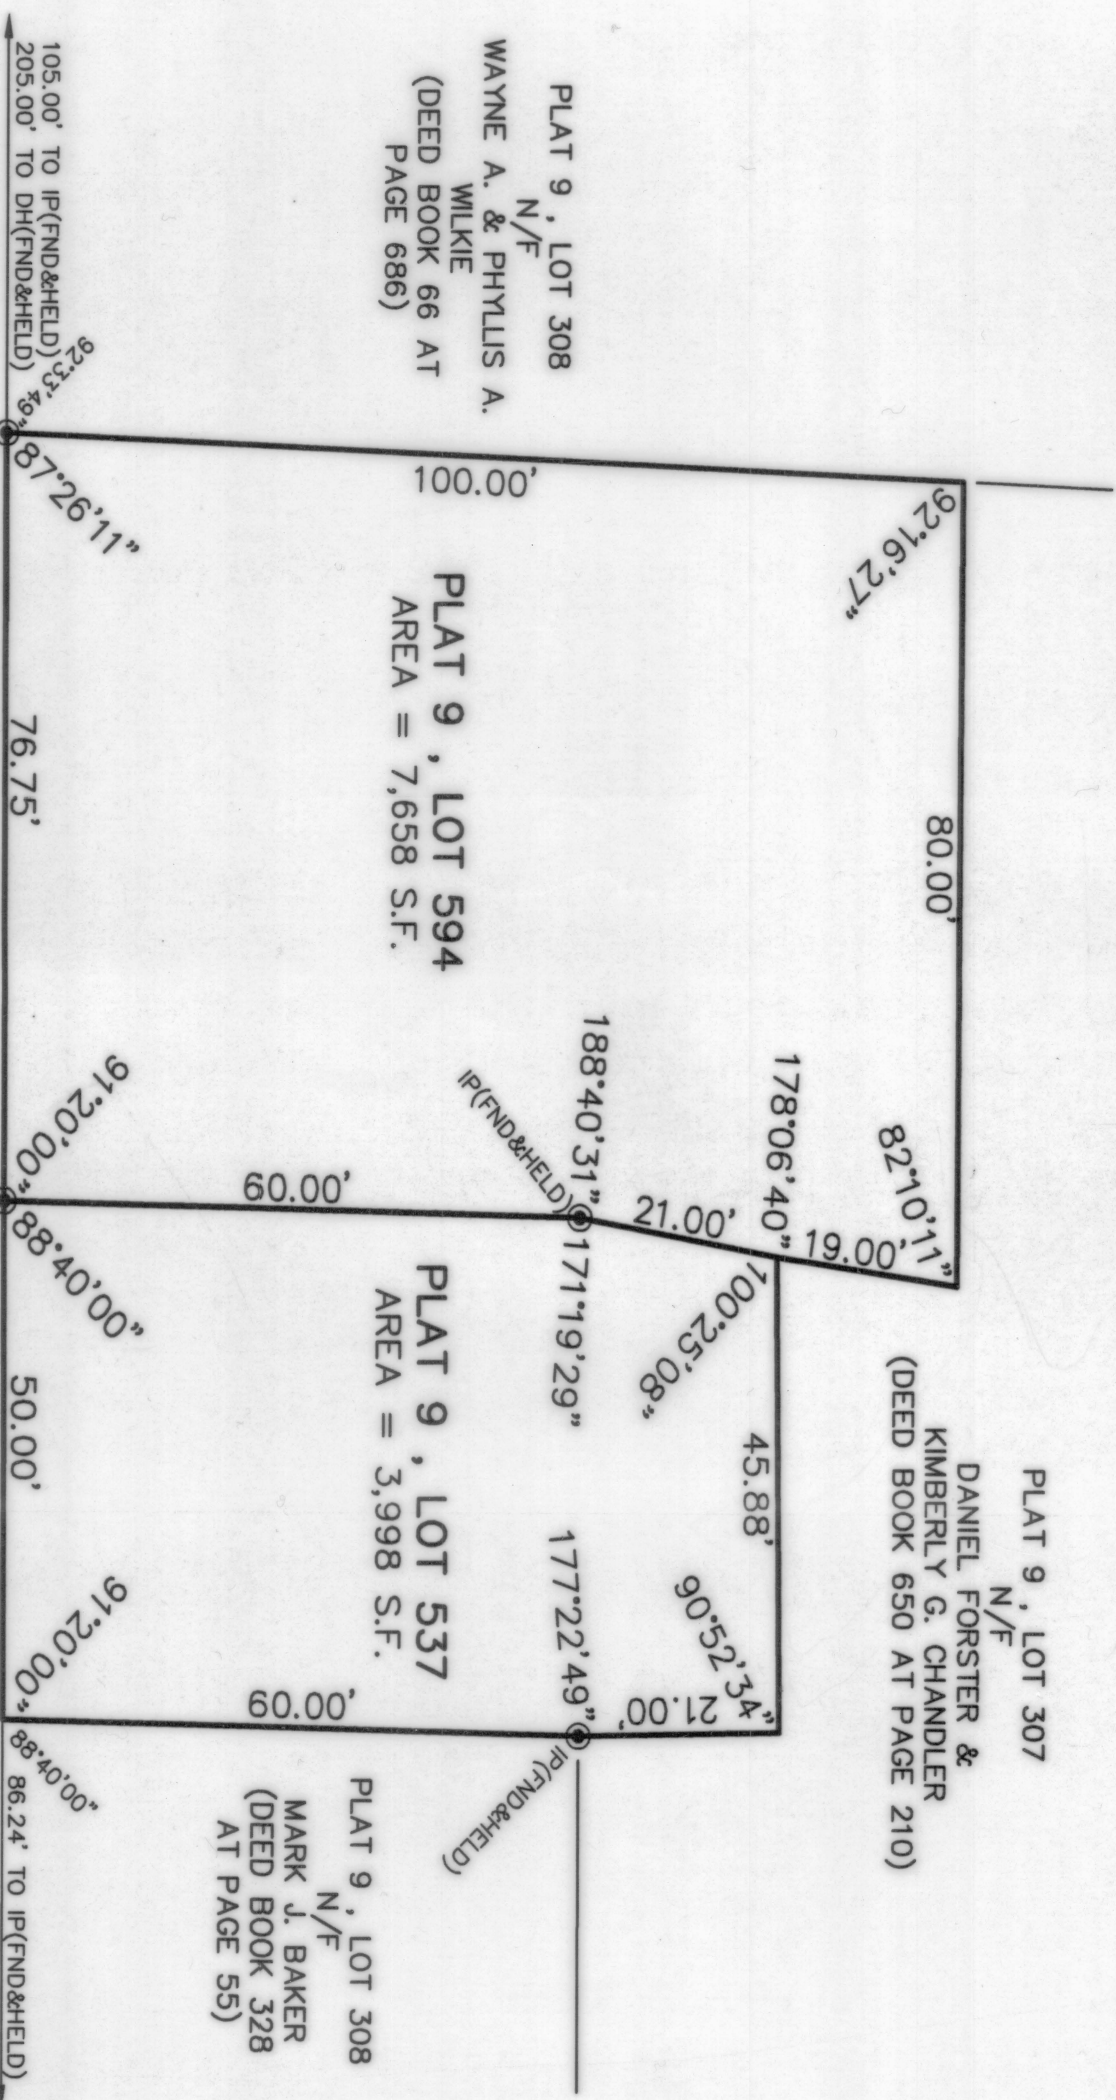 PLAT 9 , LOT 308
N/F
WAYNE A. & PHYLLIS A.
WILKIE
(DEED BOOK 66 AT
PAGE 686)
105.00' TO IP(FND&HELD)
205.00' TO DH(FND&HELD)
92°33'49"
87°26'11"
100.00'
92°16'27"
80.00'
82°10'11"
19.00'
178°06'40"
21.00'
188°40'31"
IP(FND&HELD)
PLAT 9 , LOT 594
AREA = 7,658 S.F.
76.75'
91°20'00"
60.00'
88°40'00"
171°19'29"
100°25'08"
45.88'
90°52'34"
21.00'
177°22'49"
IP(FND&HELD)
PLAT 9 , LOT 537
AREA = 3,998 S.F.
50.00'
91°20'00"
60.00'
88°40'00"
86.24' TO IP(FND&HELD)
PLAT 9 , LOT 307
N/F
DANIEL FORSTER &
KIMBERLY G. CHANDLER
(DEED BOOK 650 AT PAGE 210)
PLAT 9 , LOT 308
N/F
MARK J. BAKER
(DEED BOOK 328
AT PAGE 55)